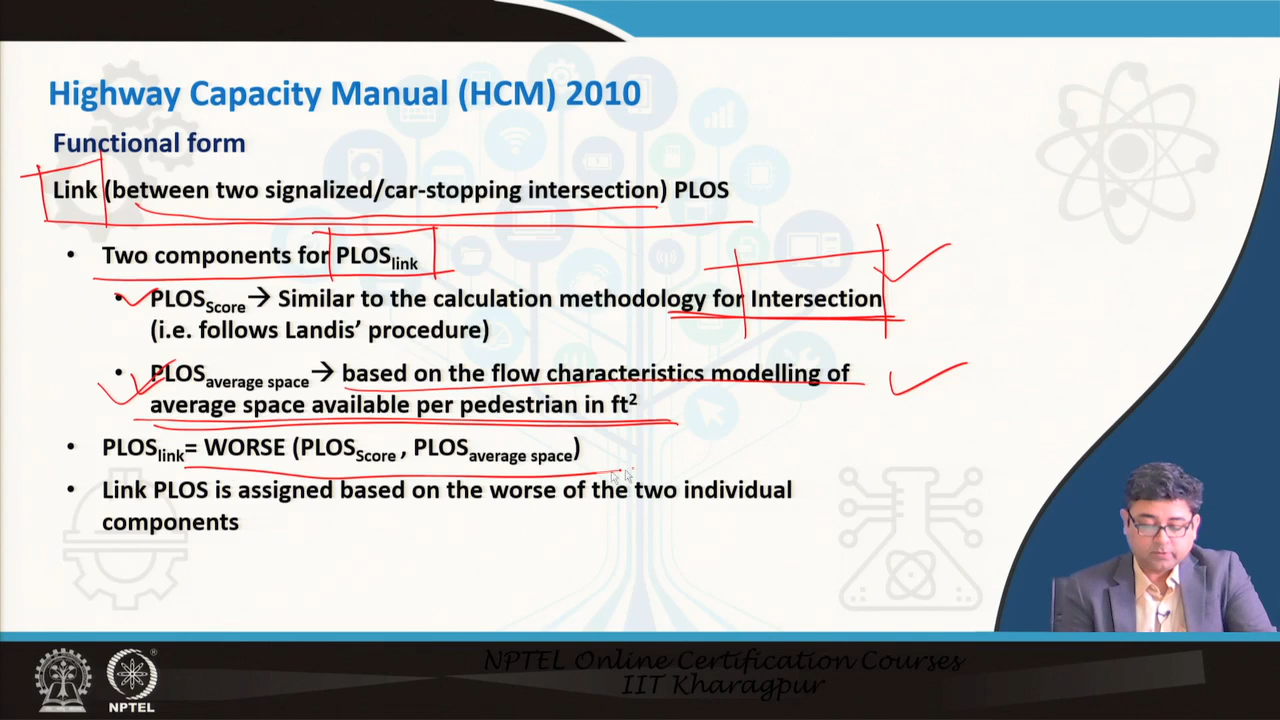 Highway Capacity Manual (HCM) 2010
Functional form
Link (between two signalized/car-stopping intersection) PLOS
• Two components for PLOSlink
• PLOSScore → Similar to the calculation methodology for Intersection
(i.e. follows Landis’ procedure)
• PLOSaverage space → based on the flow characteristics modelling of
average space available per pedestrian in ft²
• PLOSlink= WORSE (PLOSScore , PLOSaverage space)
• Link PLOS is assigned based on the worse of the two individual
components
NPTEL Online Certification Courses
IIT Kharagpur
NPTEL